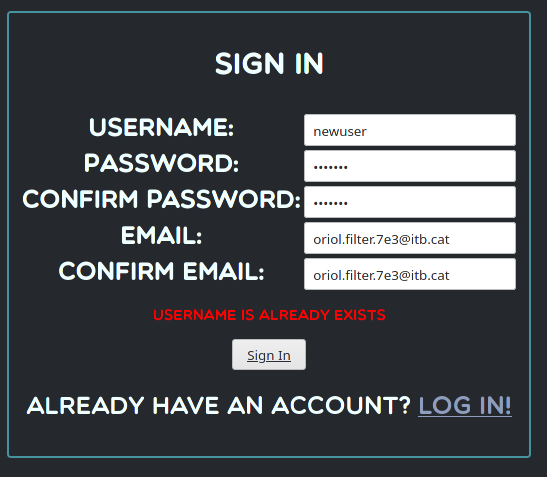 SIGN IN
USERNAME: newuser
PASSWORD: •••••••
CONFIRM PASSWORD: •••••••
EMAIL: oriol.filter.7e3@itb.cat
CONFIRM EMAIL: oriol.filter.7e3@itb.cat
USERNAME IS ALREADY EXISTS
Sign In
ALREADY HAVE AN ACCOUNT? LOG IN!